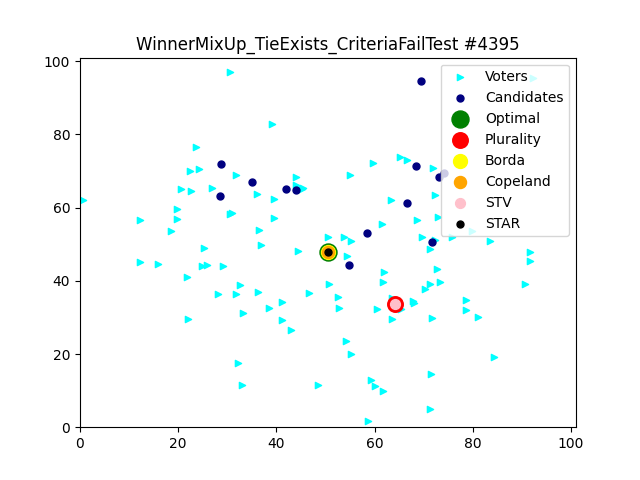 WinnerMixUp_TieExists_CriteriaFailTest #4395
100
80
60
40
20
0
0
20
40
60
80
100
Voters
Candidates
Optimal
Plurality
Borda
Copeland
STV
STAR